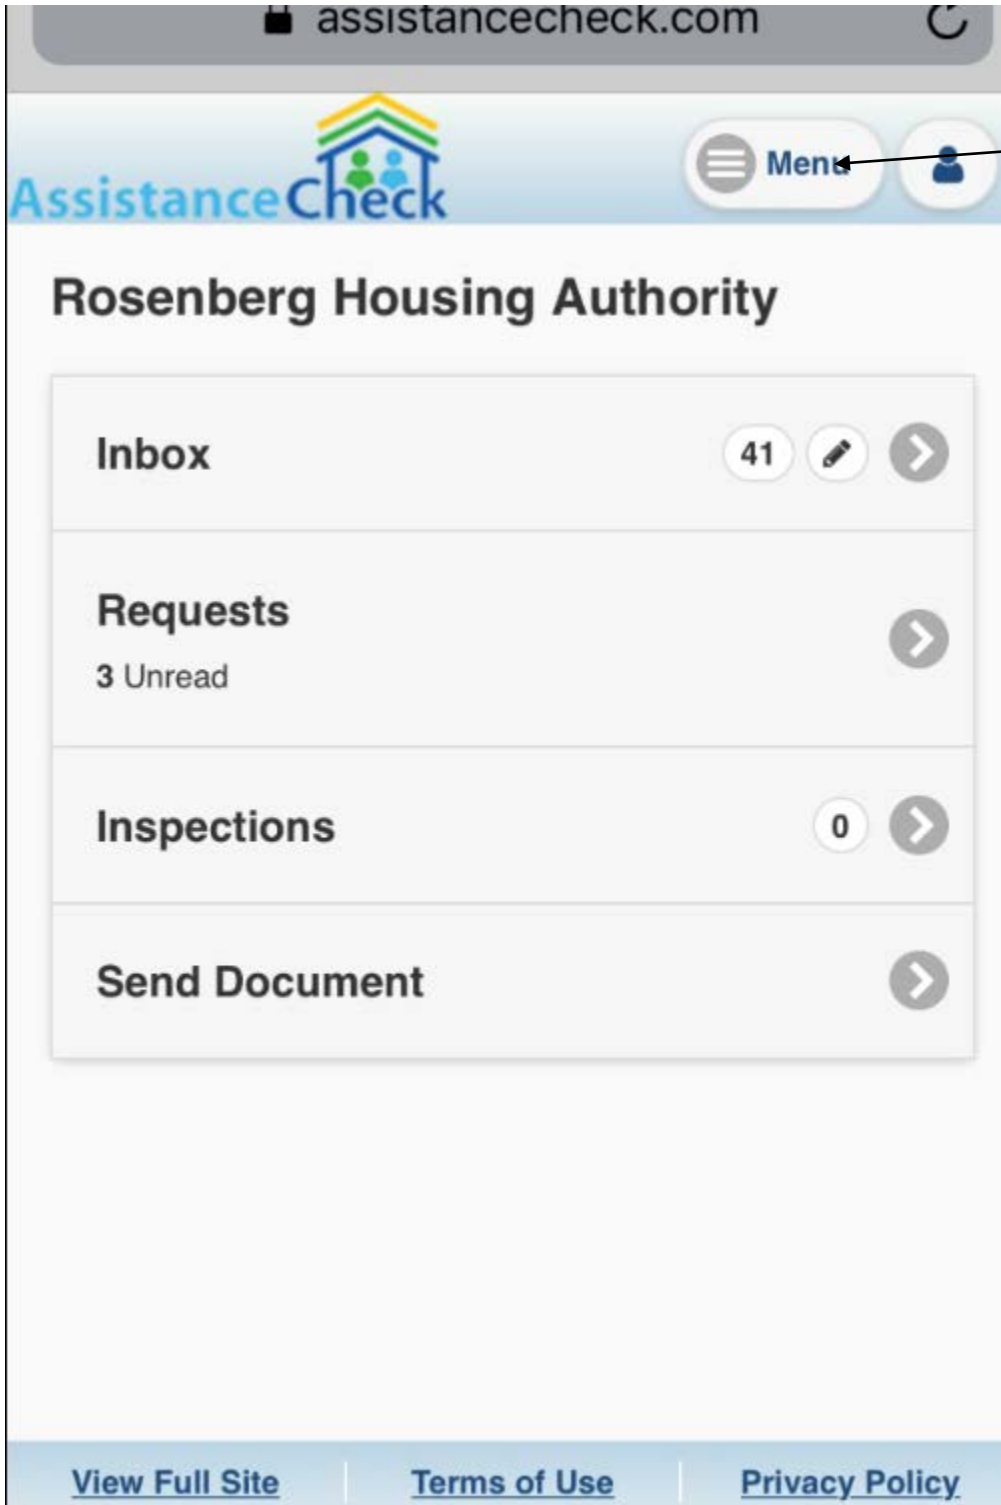 assistancecheck.com
AssistanceCheck
Menu
Rosenberg Housing Authority
Inbox
41
Requests
3 Unread
Inspections
0
Send Document
View Full Site
Terms of Use
Privacy Policy